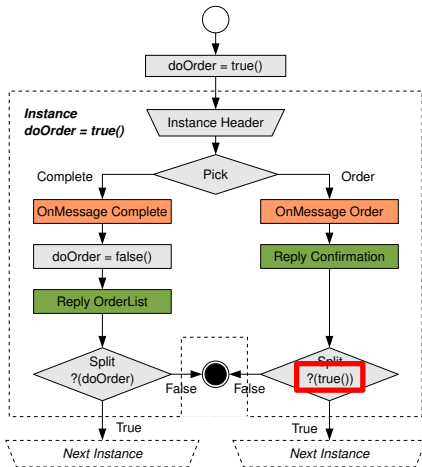 doOrder = true()
Instance
doOrder = true()
Instance Header
Pick
Complete
Order
OnMessage Complete
OnMessage Order
doOrder = false()
Reply Confirmation
Reply OrderList
Split
?(doOrder)
Split
?(true())
False
False
True
True
Next Instance
Next Instance